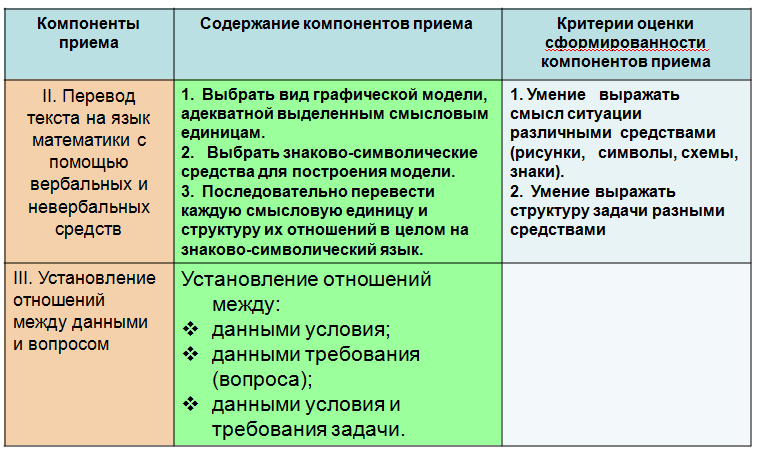 Компоненты
приема
Содержание компонентов приема
Критерии оценки
сформированности
компонентов приема
II. Перевод
текста на язык
математики с
помощью
вербальных и
невербальных
средств
1. Выбрать вид графической модели,
адекватной выделенным смысловым
единицам.
2. Выбрать знаково-символические
средства для построения модели.
3. Последовательно перевести
каждую смысловую единицу и
структуру их отношений в целом на
знаково-символический язык.
1. Умение выражать
смысл ситуации
различными средствами
(рисунки, символы, схемы,
знаки).
2. Умение выражать
структуру задачи разными
средствами
III. Установление
отношений
между данными
и вопросом
Установление отношений
между:
❖ данными условия;
❖ данными требования
(вопроса);
❖ данными условия и
требования задачи.